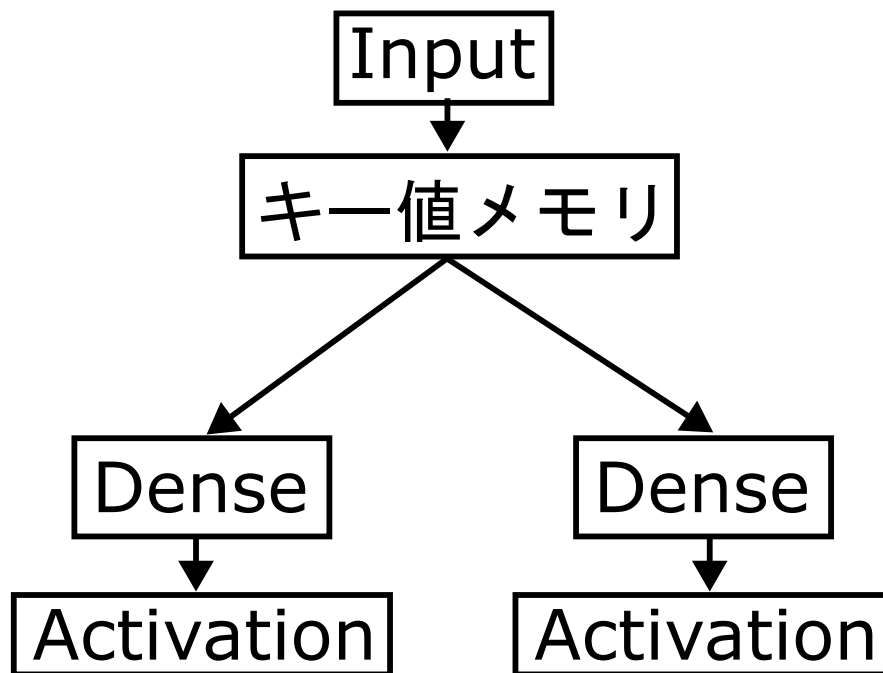 Input
キー値メモリ
Dense
Dense
Activation
Activation